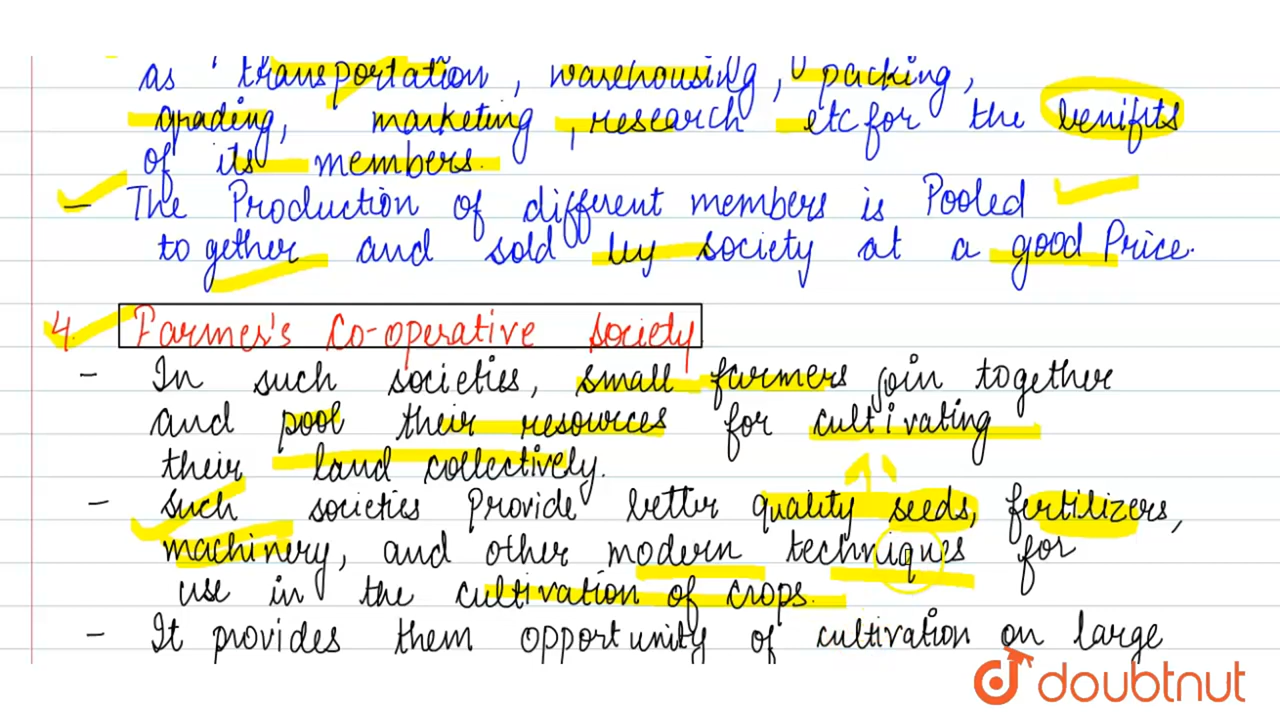 as transportation, warehousing, packing,
grading, marketing, research etc for the benifits
of its members.
- The Production of different members is Pooled
to gether and sold by society at a good Price.
4. Farmer's Co-operative society
- In such societies, small farmers join together
and pool their resources for cultivating
their land collectively.
- such societies Provide better quality seeds, fertilizers,
machinery, and other modern techniques for
use in the cultivation of crops.
- It provides them opportunity of cultivation on large
doubtnut